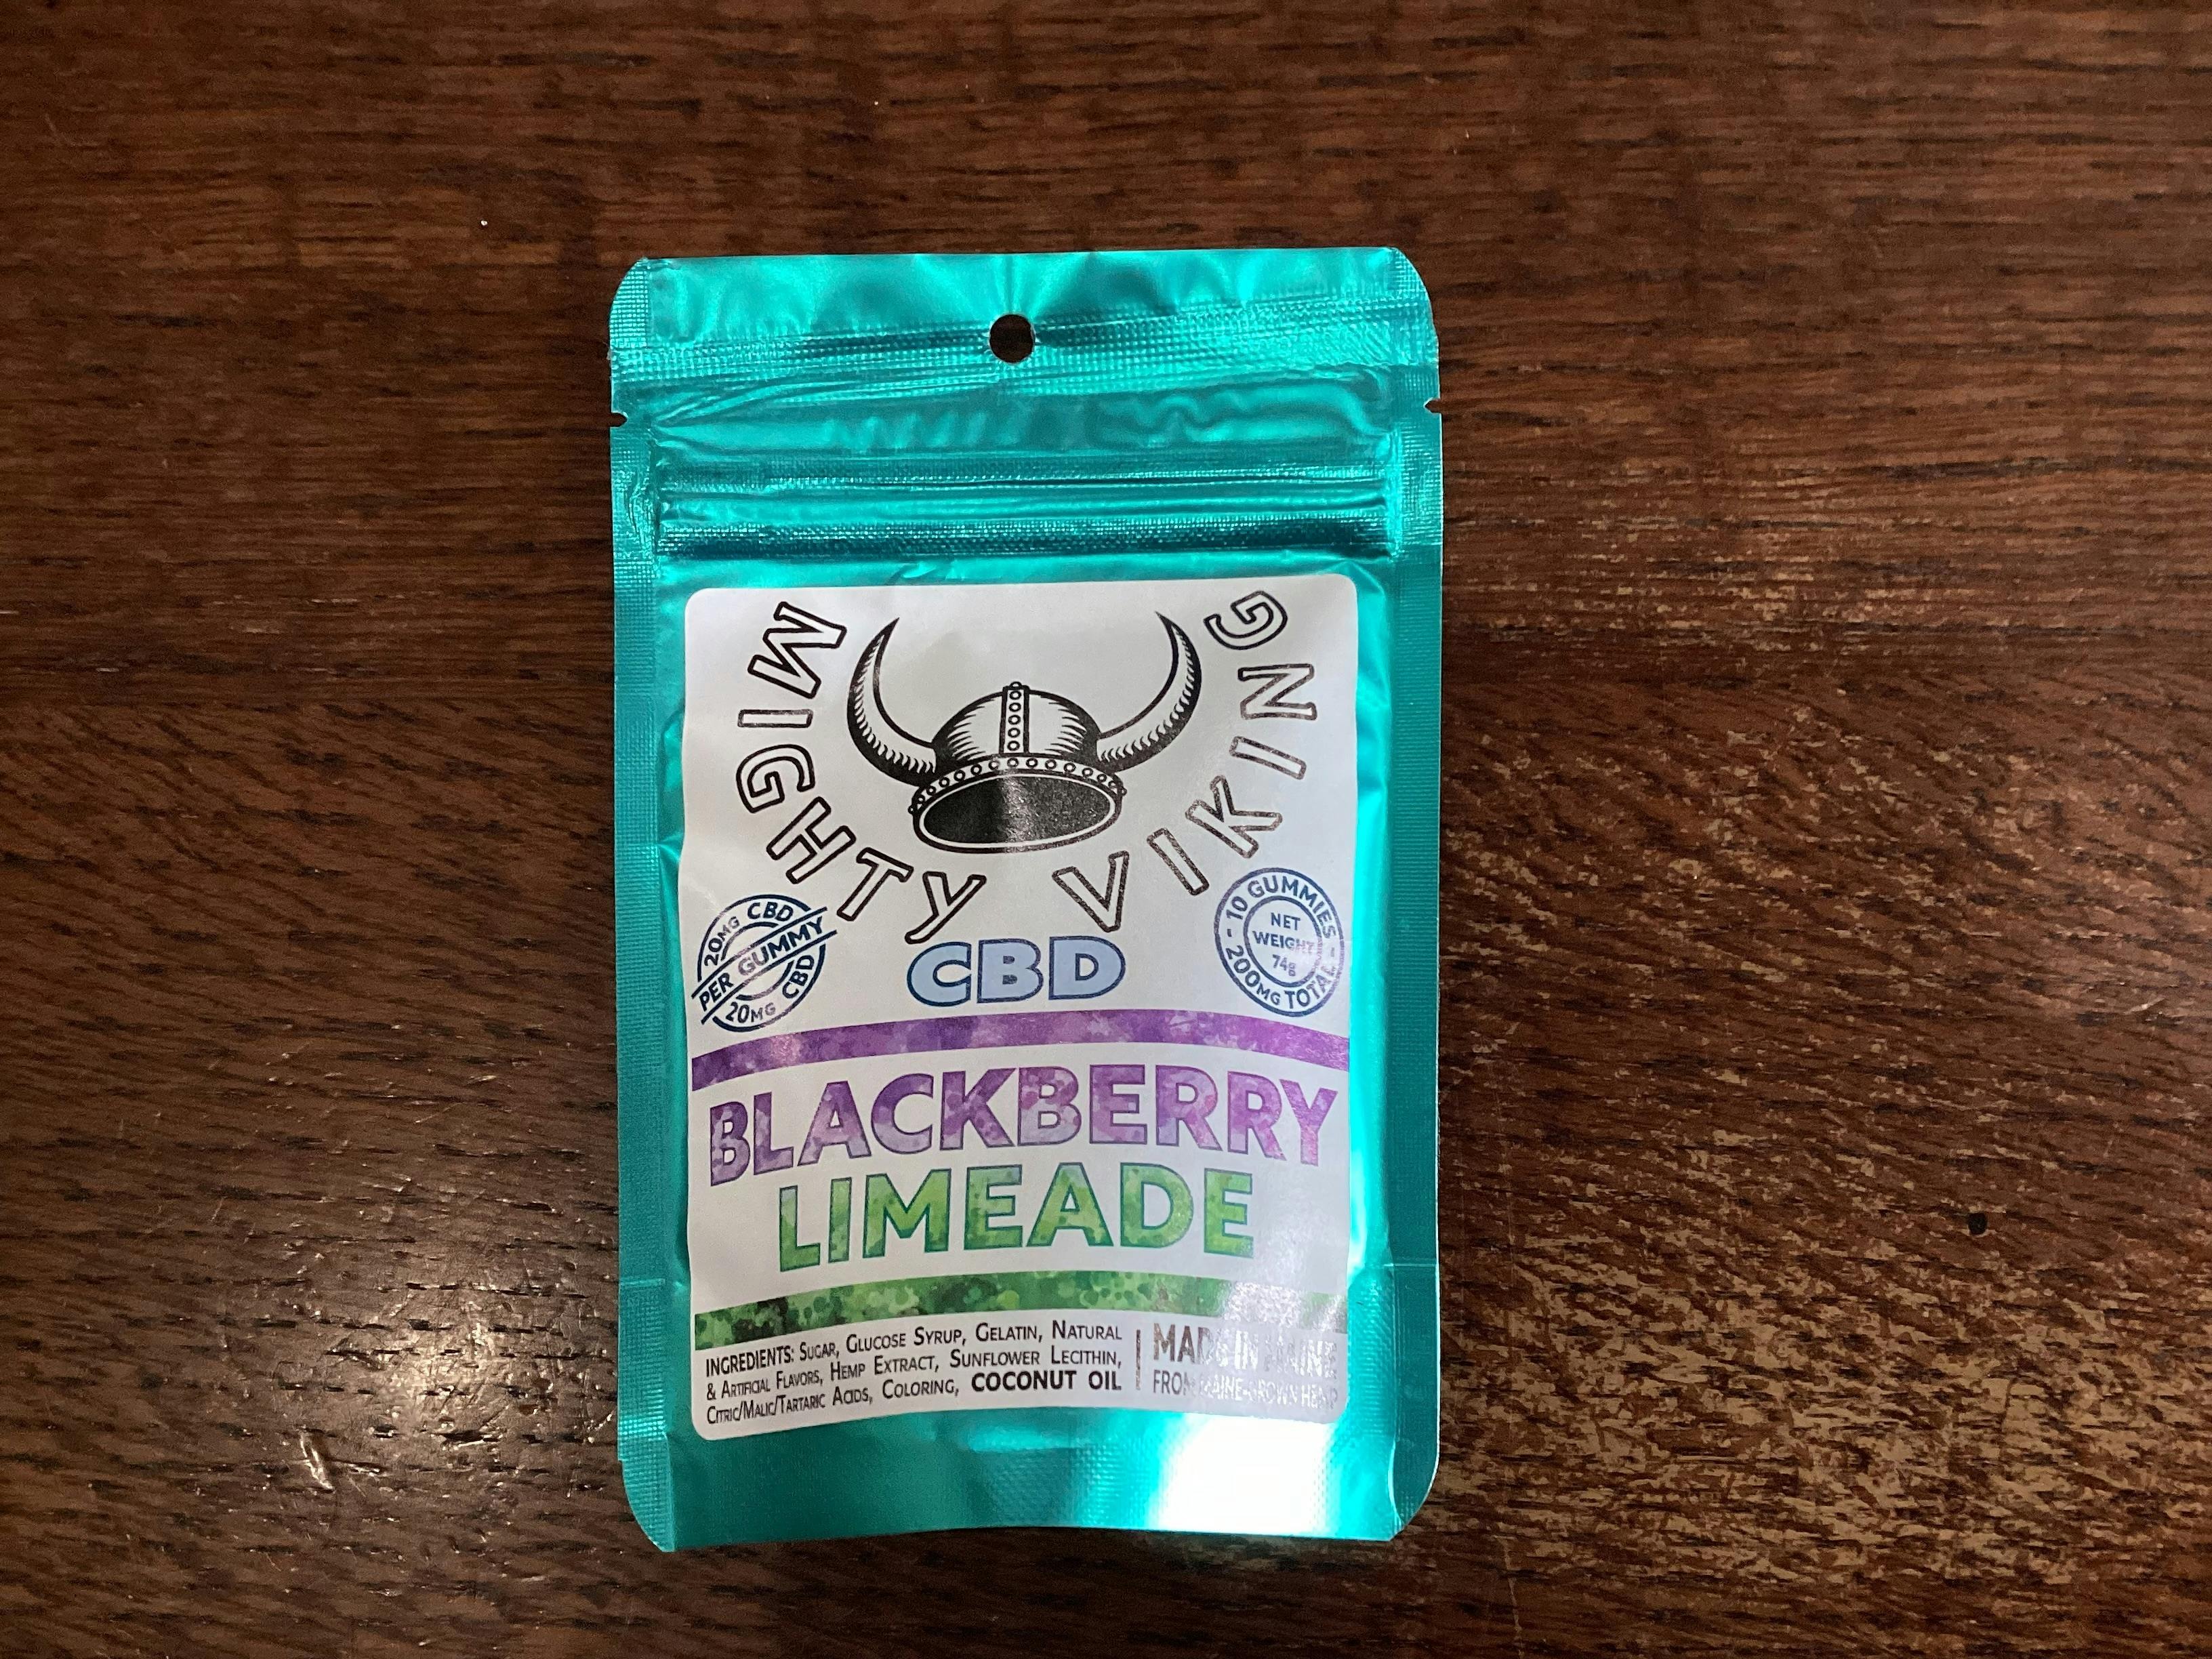 MIGHTY VIKING
20MG CBD
PER GUMMY
20MG CBD
10 GUMMIES
NET
WEIGHT
74g
200MG TOTAL
CBD
BLACKBERRY
LIMEADE
INGREDIENTS: SUGAR, GLUCOSE SYRUP, GELATIN, NATURAL
& ARTIFICIAL FLAVORS, HEMP EXTRACT, SUNFLOWER LECITHIN,
CITRIC/MALIC/TARTARIC ACIDS, COLORING, COCONUT OIL
MADE IN MAINE
FROM MAINE-GROWN HEMP